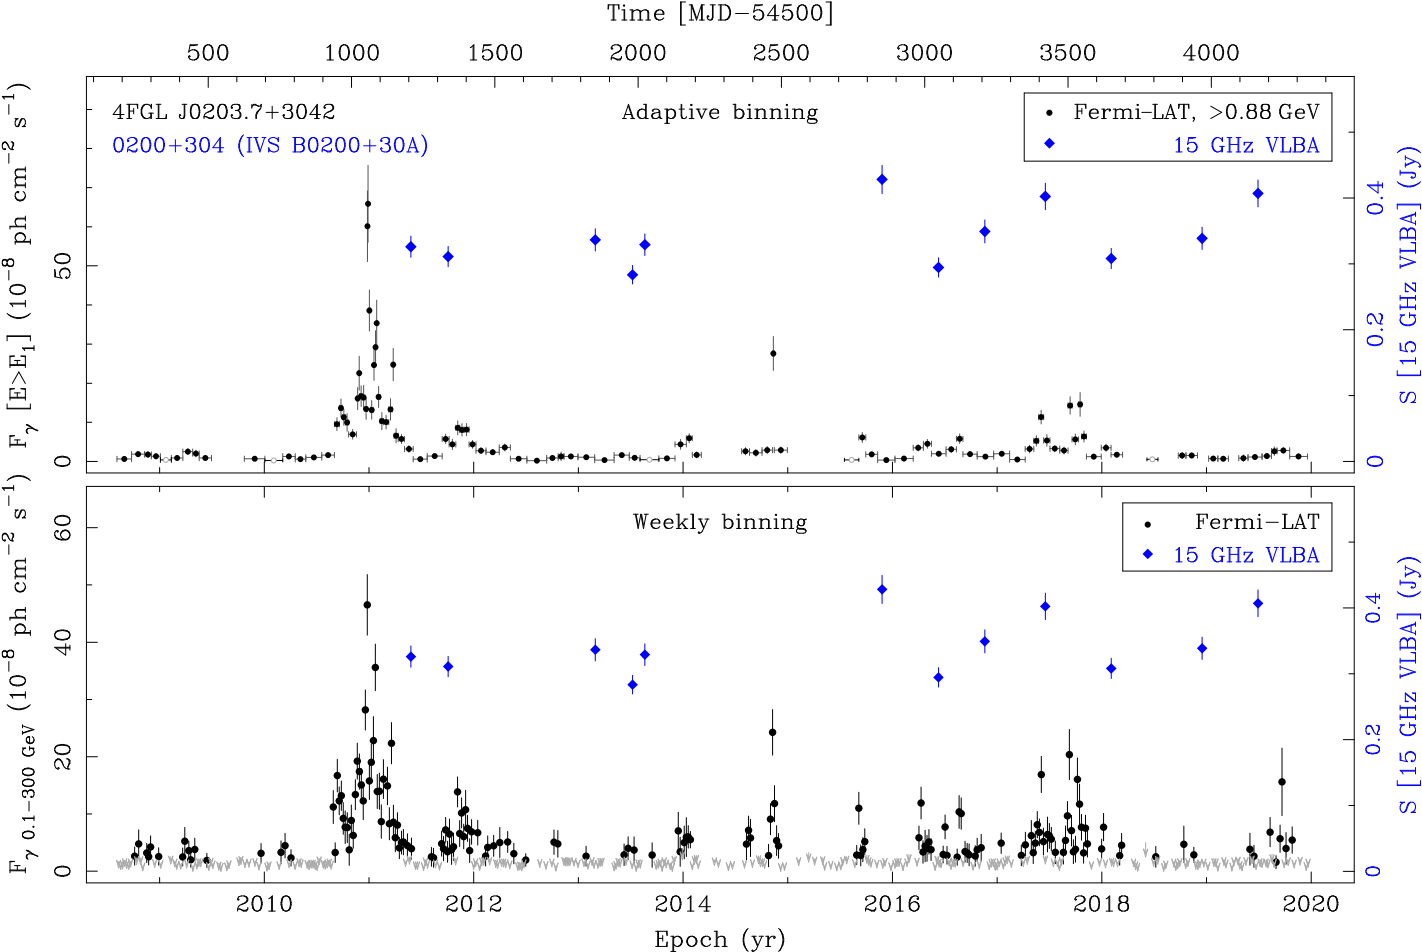 Time [MJD−54500]
500 1000 1500 2000 2500 3000 3500 4000
4FGL J0203.7+3042
0200+304 (IVS B0200+30A)
Adaptive binning
Fermi−LAT, >0.88 GeV
15 GHz VLBA
F_γ [E>E_1] (10^−8 ph cm^−2 s^−1)
50
0
S [15 GHz VLBA] (Jy)
0.4
0.2
0
Weekly binning
Fermi−LAT
15 GHz VLBA
F_γ 0.1−300 GeV (10^−8 ph cm^−2 s^−1)
60
40
20
0
S [15 GHz VLBA] (Jy)
0.4
0.2
0
2010 2012 2014 2016 2018 2020
Epoch (yr)